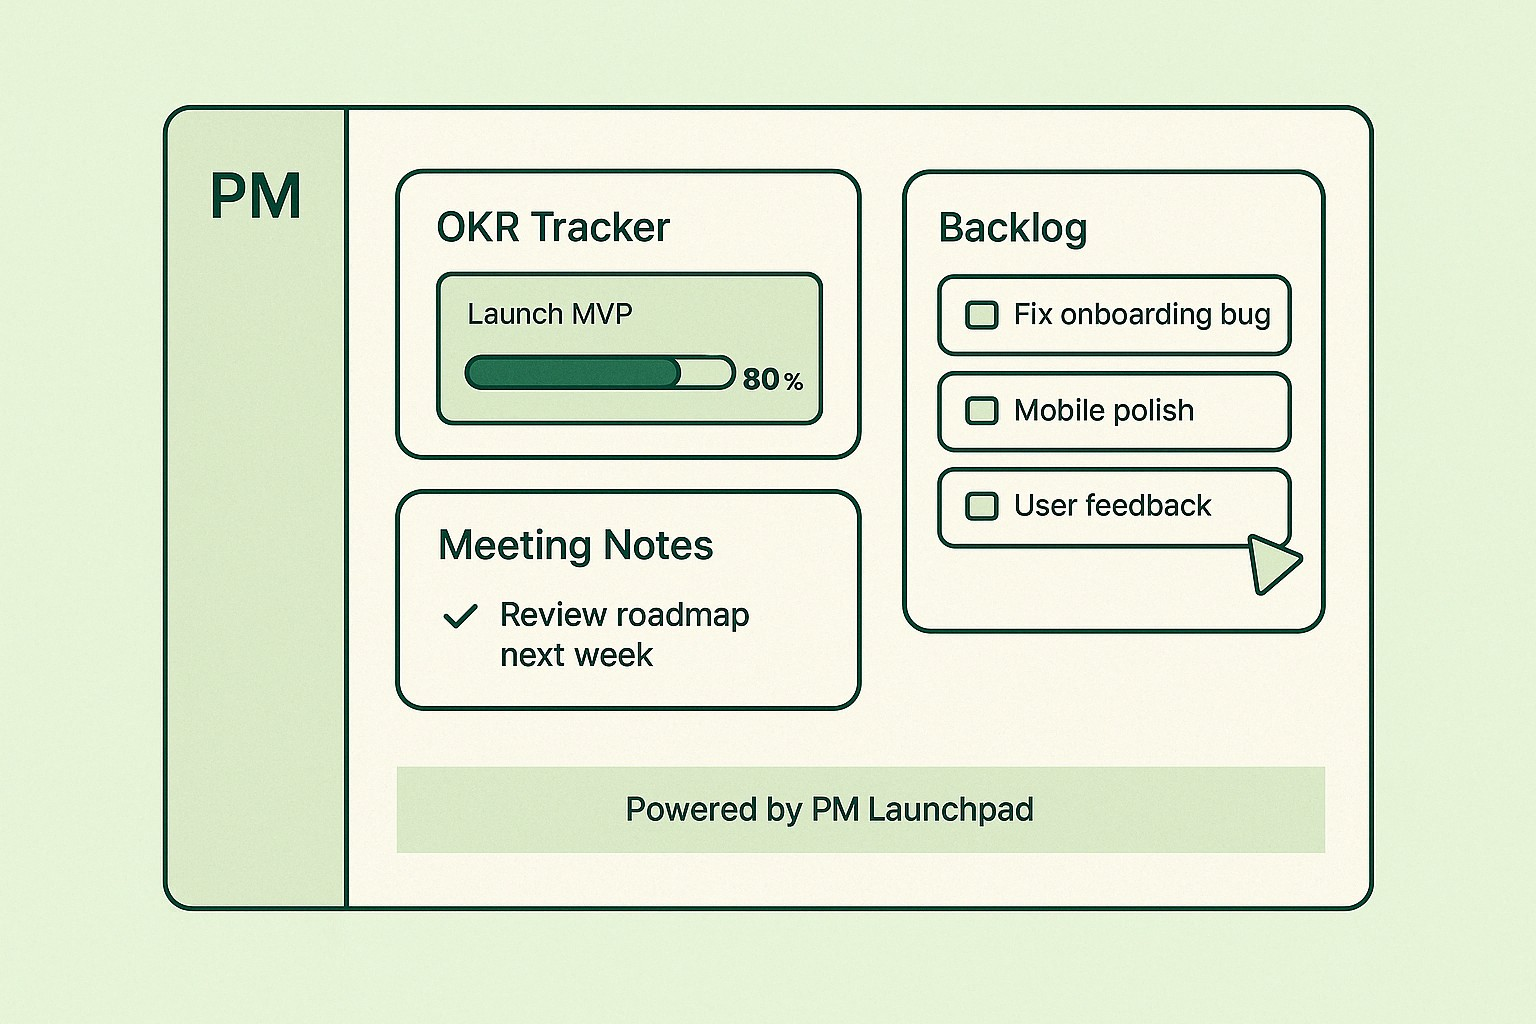 PM
OKR Tracker
Launch MVP
80 %
Meeting Notes
Review roadmap
next week
Backlog
Fix onboarding bug
Mobile polish
User feedback
Powered by PM Launchpad